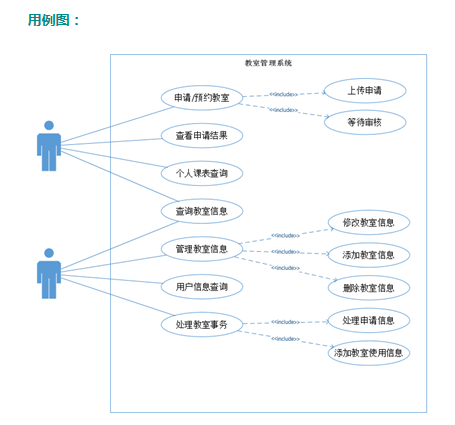 用例图：
教室管理系统
申请/预约教室
<<include>>
上传申请
<<include>>
等待审核
查看申请结果
个人课表查询
查询教室信息
管理教室信息
<<include>>
修改教室信息
<<include>>
添加教室信息
<<include>>
删除教室信息
用户信息查询
处理教室事务
<<include>>
处理申请信息
<<include>>
添加教室使用信息